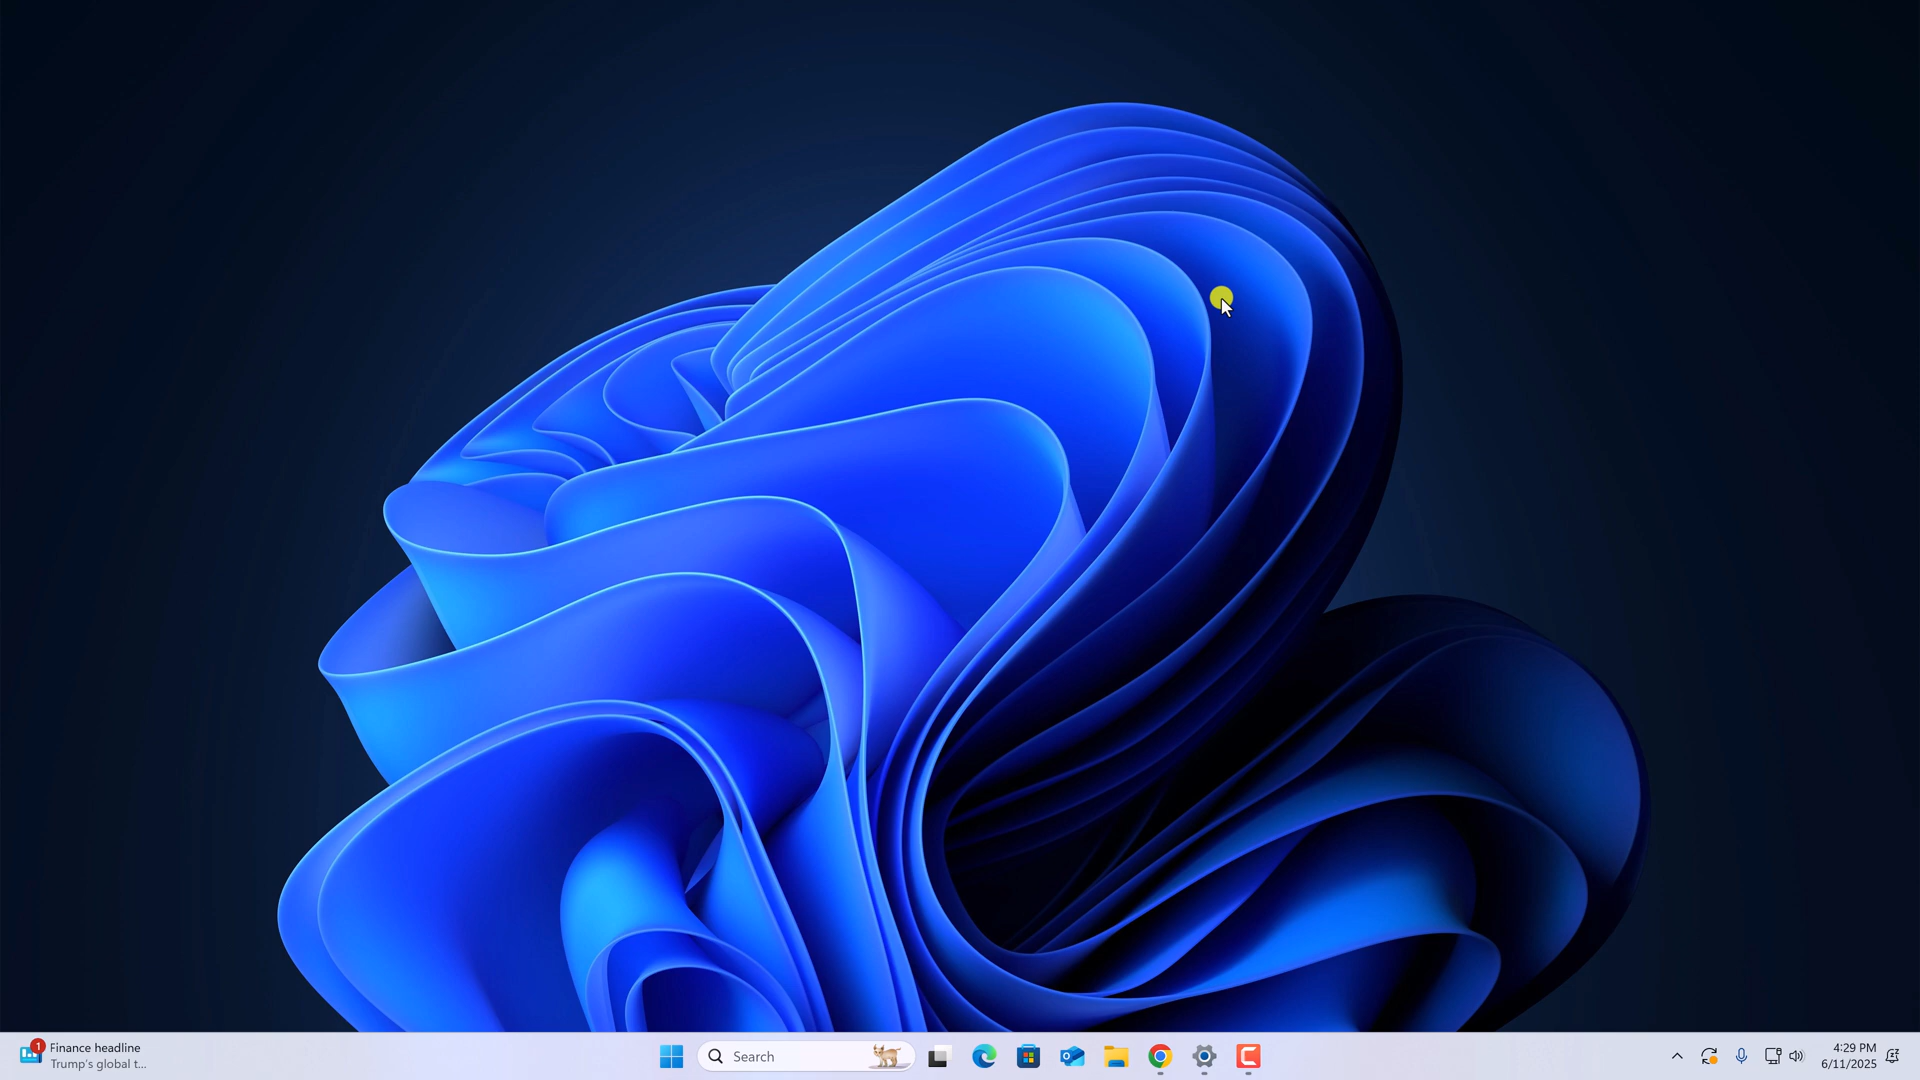 1
Finance headline
Trump's global t...
Search
4:29 PM
6/11/2025